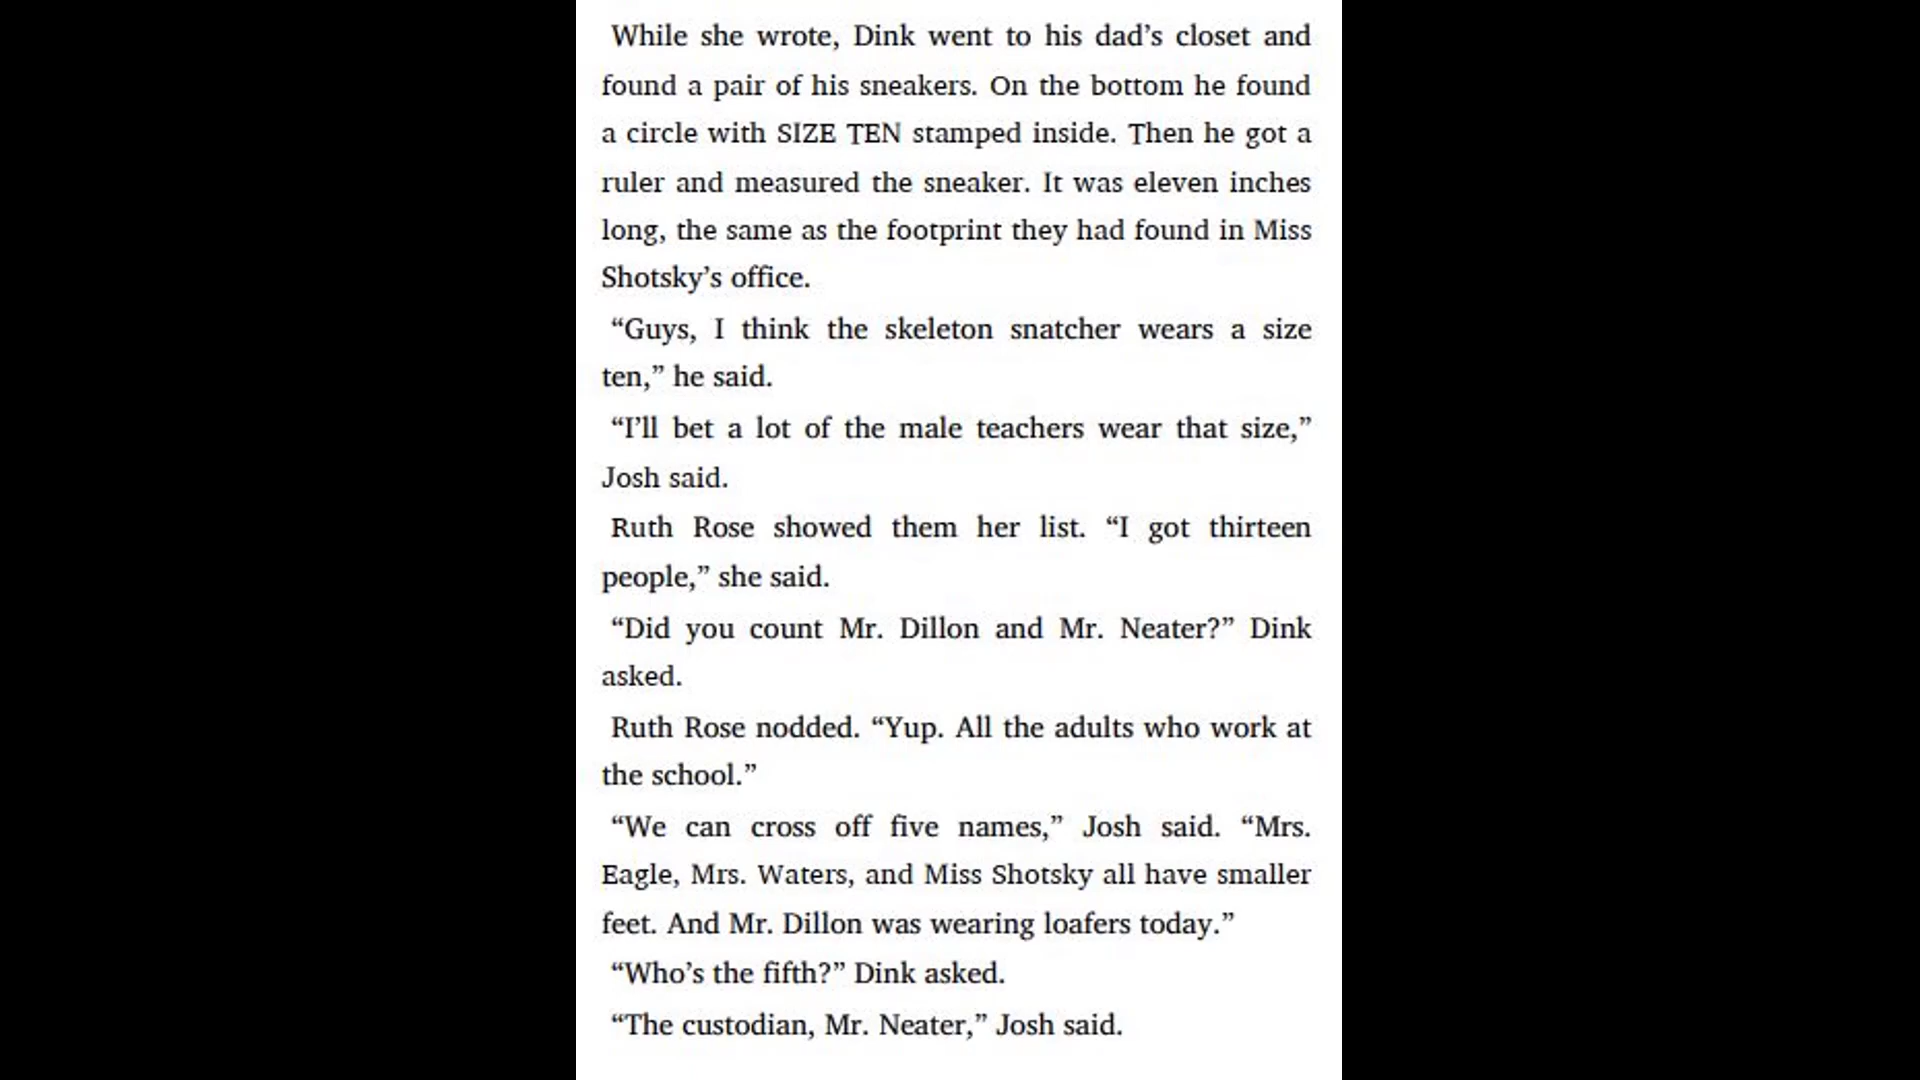 While she wrote, Dink went to his dad’s closet and
found a pair of his sneakers. On the bottom he found
a circle with SIZE TEN stamped inside. Then he got a
ruler and measured the sneaker. It was eleven inches
long, the same as the footprint they had found in Miss
Shotsky’s office.
“Guys, I think the skeleton snatcher wears a size
ten,” he said.
“I’ll bet a lot of the male teachers wear that size,”
Josh said.
Ruth Rose showed them her list. “I got thirteen
people,” she said.
“Did you count Mr. Dillon and Mr. Neater?” Dink
asked.
Ruth Rose nodded. “Yup. All the adults who work at
the school.”
“We can cross off five names,” Josh said. “Mrs.
Eagle, Mrs. Waters, and Miss Shotsky all have smaller
feet. And Mr. Dillon was wearing loafers today.”
“Who’s the fifth?” Dink asked.
“The custodian, Mr. Neater,” Josh said.